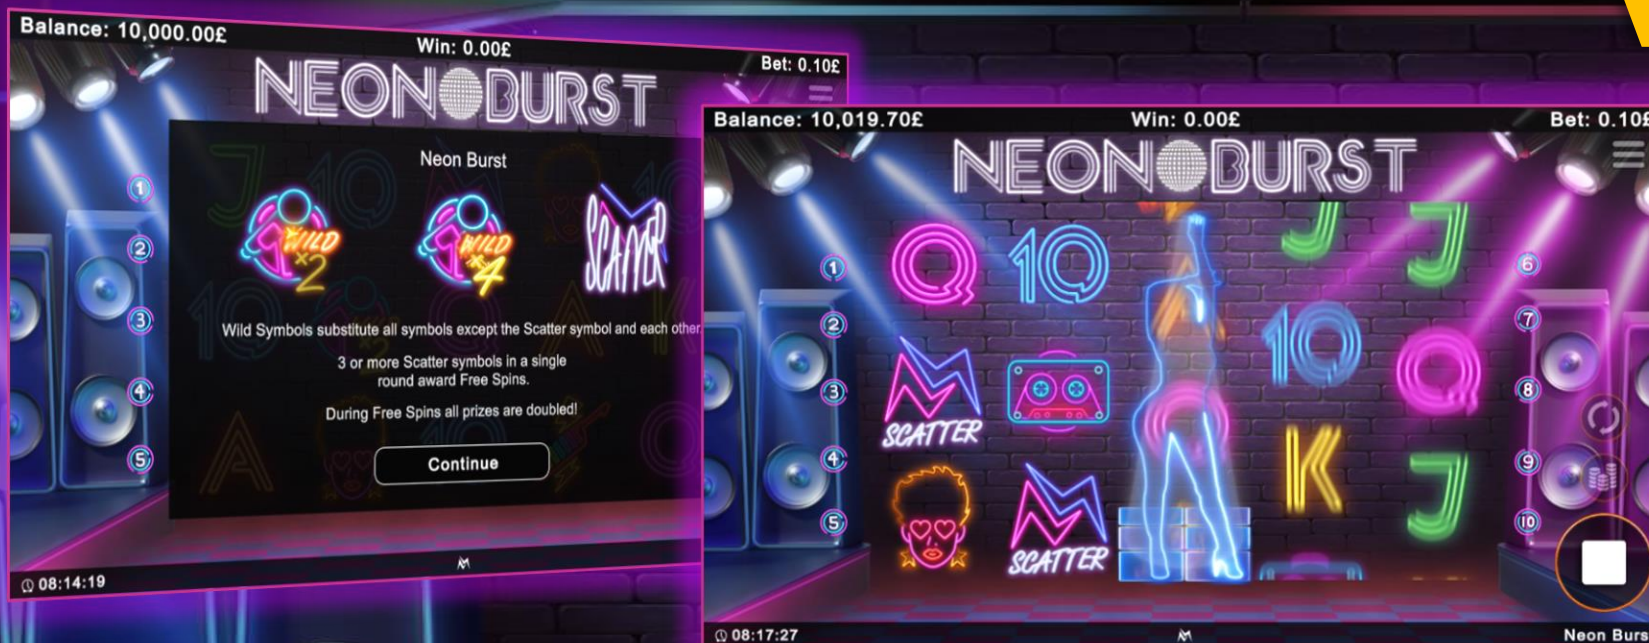 Balance: 10,000.00£
Win: 0.00£
Bet: 0.10£
NEON BURST
Neon Burst
WILD x2
WILD x4
SCATTER
Wild Symbols substitute all symbols except the Scatter symbol and each other.
3 or more Scatter symbols in a single
round award Free Spins.
During Free Spins all prizes are doubled!
Continue
1
2
3
4
5
J
10
10
A
08:14:19
Balance: 10,019.70£
Win: 0.00£
Bet: 0.10£
NEON BURST
1
2
3
4
5
Q
10
J
J
SCATTER
10
Q
SCATTER
K
J
6
7
8
9
10
08:17:27
Neon Burs